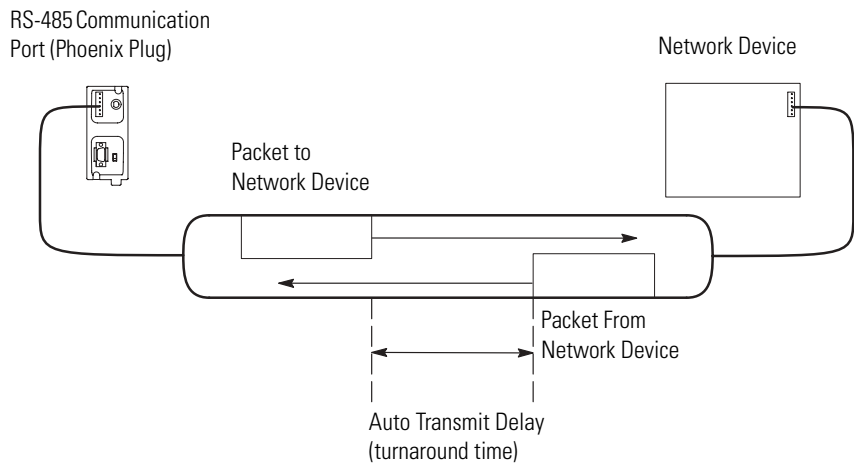 RS-485 Communication
Port (Phoenix Plug)
Network Device
Packet to
Network Device
Packet From
Network Device
Auto Transmit Delay
(turnaround time)